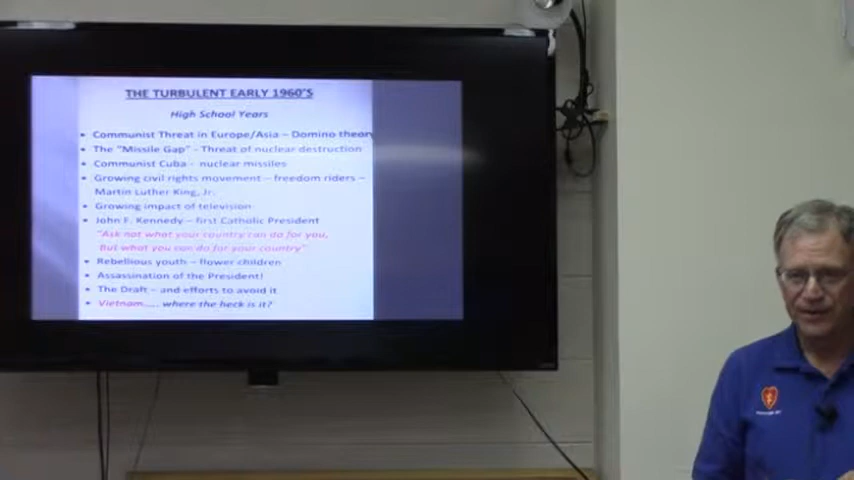 THE TURBULENT EARLY 1960'S
High School Years
• Communist Threat in Europe/Asia – Domino theory
• The "Missile Gap" - Threat of nuclear destruction
• Communist Cuba - nuclear missiles
• Growing civil rights movement – freedom riders –
Martin Luther King, Jr.
• Growing impact of television
• John F. Kennedy – first Catholic President
"Ask not what your country can do for you,
But what you can do for your country"
• Rebellious youth – flower children
• Assassination of the President!
• The Draft – and efforts to avoid it
• Vietnam..... where the heck is it?